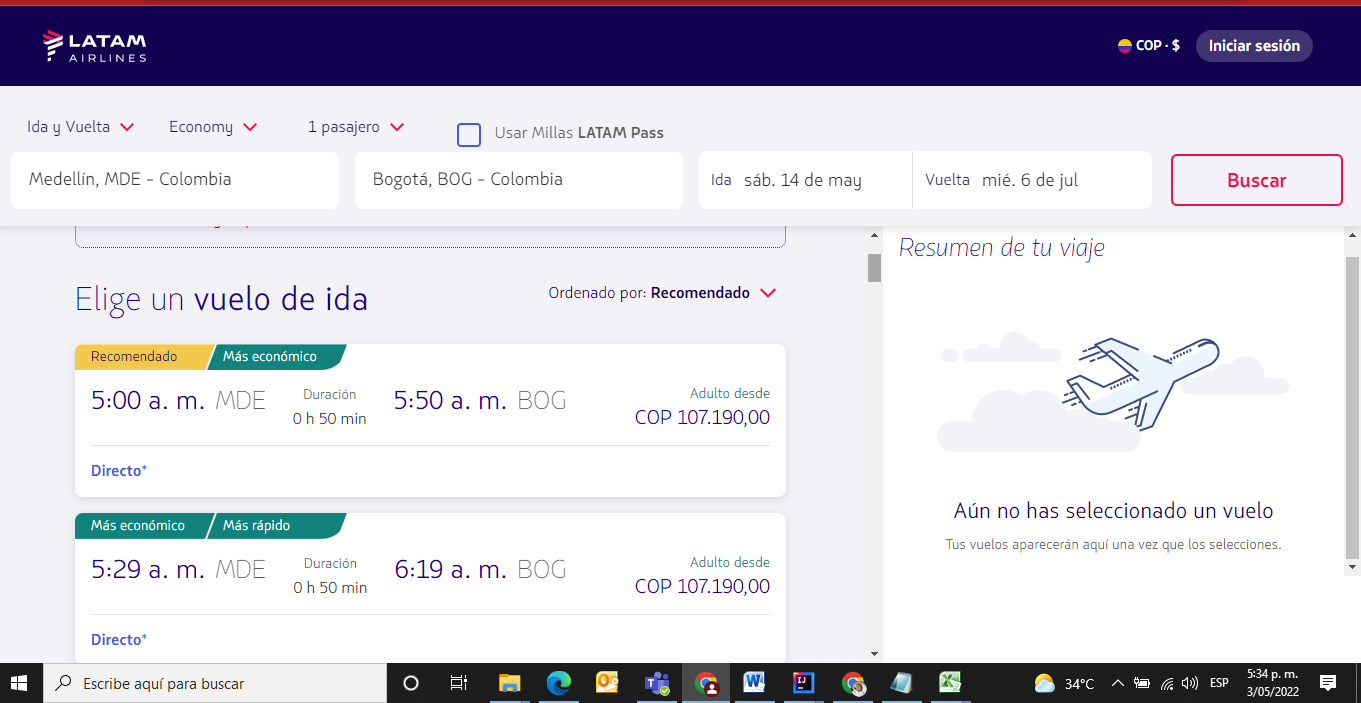 LATAM
AIRLINES
COP · $
Iniciar sesión
Ida y Vuelta
Economy
1 pasajero
Usar Millas LATAM Pass
Medellín, MDE - Colombia
Bogotá, BOG - Colombia
Ida sáb. 14 de may
Vuelta mié. 6 de jul
Buscar
Elige un vuelo de ida
Ordenado por: Recomendado
Recomendado
Más económico
5:00 a. m. MDE
Duración
0 h 50 min
5:50 a. m. BOG
Adulto desde
COP 107.190,00
Directo*
Más económico
Más rápido
5:29 a. m. MDE
Duración
0 h 50 min
6:19 a. m. BOG
Adulto desde
COP 107.190,00
Directo*
Resumen de tu viaje
Aún no has seleccionado un vuelo
Tus vuelos aparecerán aquí una vez que los selecciones.
Escribe aquí para buscar
34°C
ESP
5:34 p. m.
3/05/2022